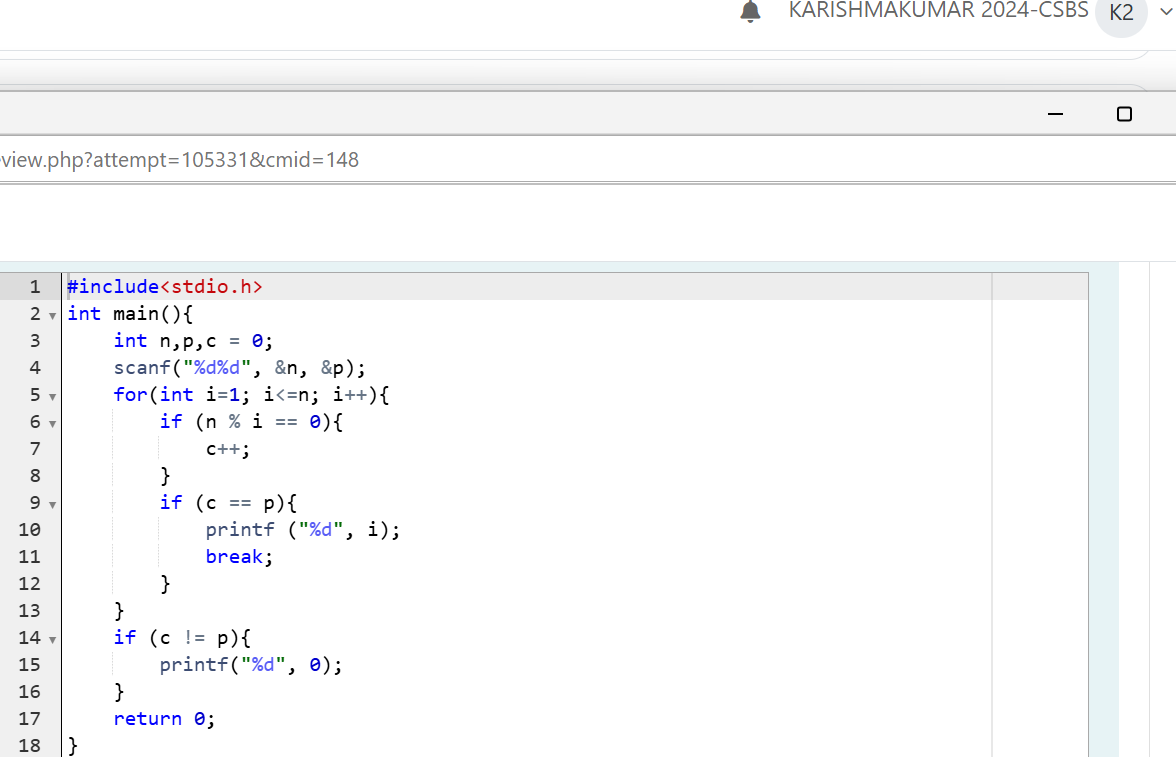 KARISHMAKUMAR 2024-CSBS K2
view.php?attempt=105331&cmid=148
1 #include<stdio.h>
2 int main(){
3     int n,p,c = 0;
4     scanf("%d%d", &n, &p);
5     for(int i=1; i<=n; i++){
6         if (n % i == 0){
7             c++;
8         }
9         if (c == p){
10             printf ("%d", i);
11             break;
12         }
13     }
14     if (c != p){
15         printf("%d", 0);
16     }
17     return 0;
18 }